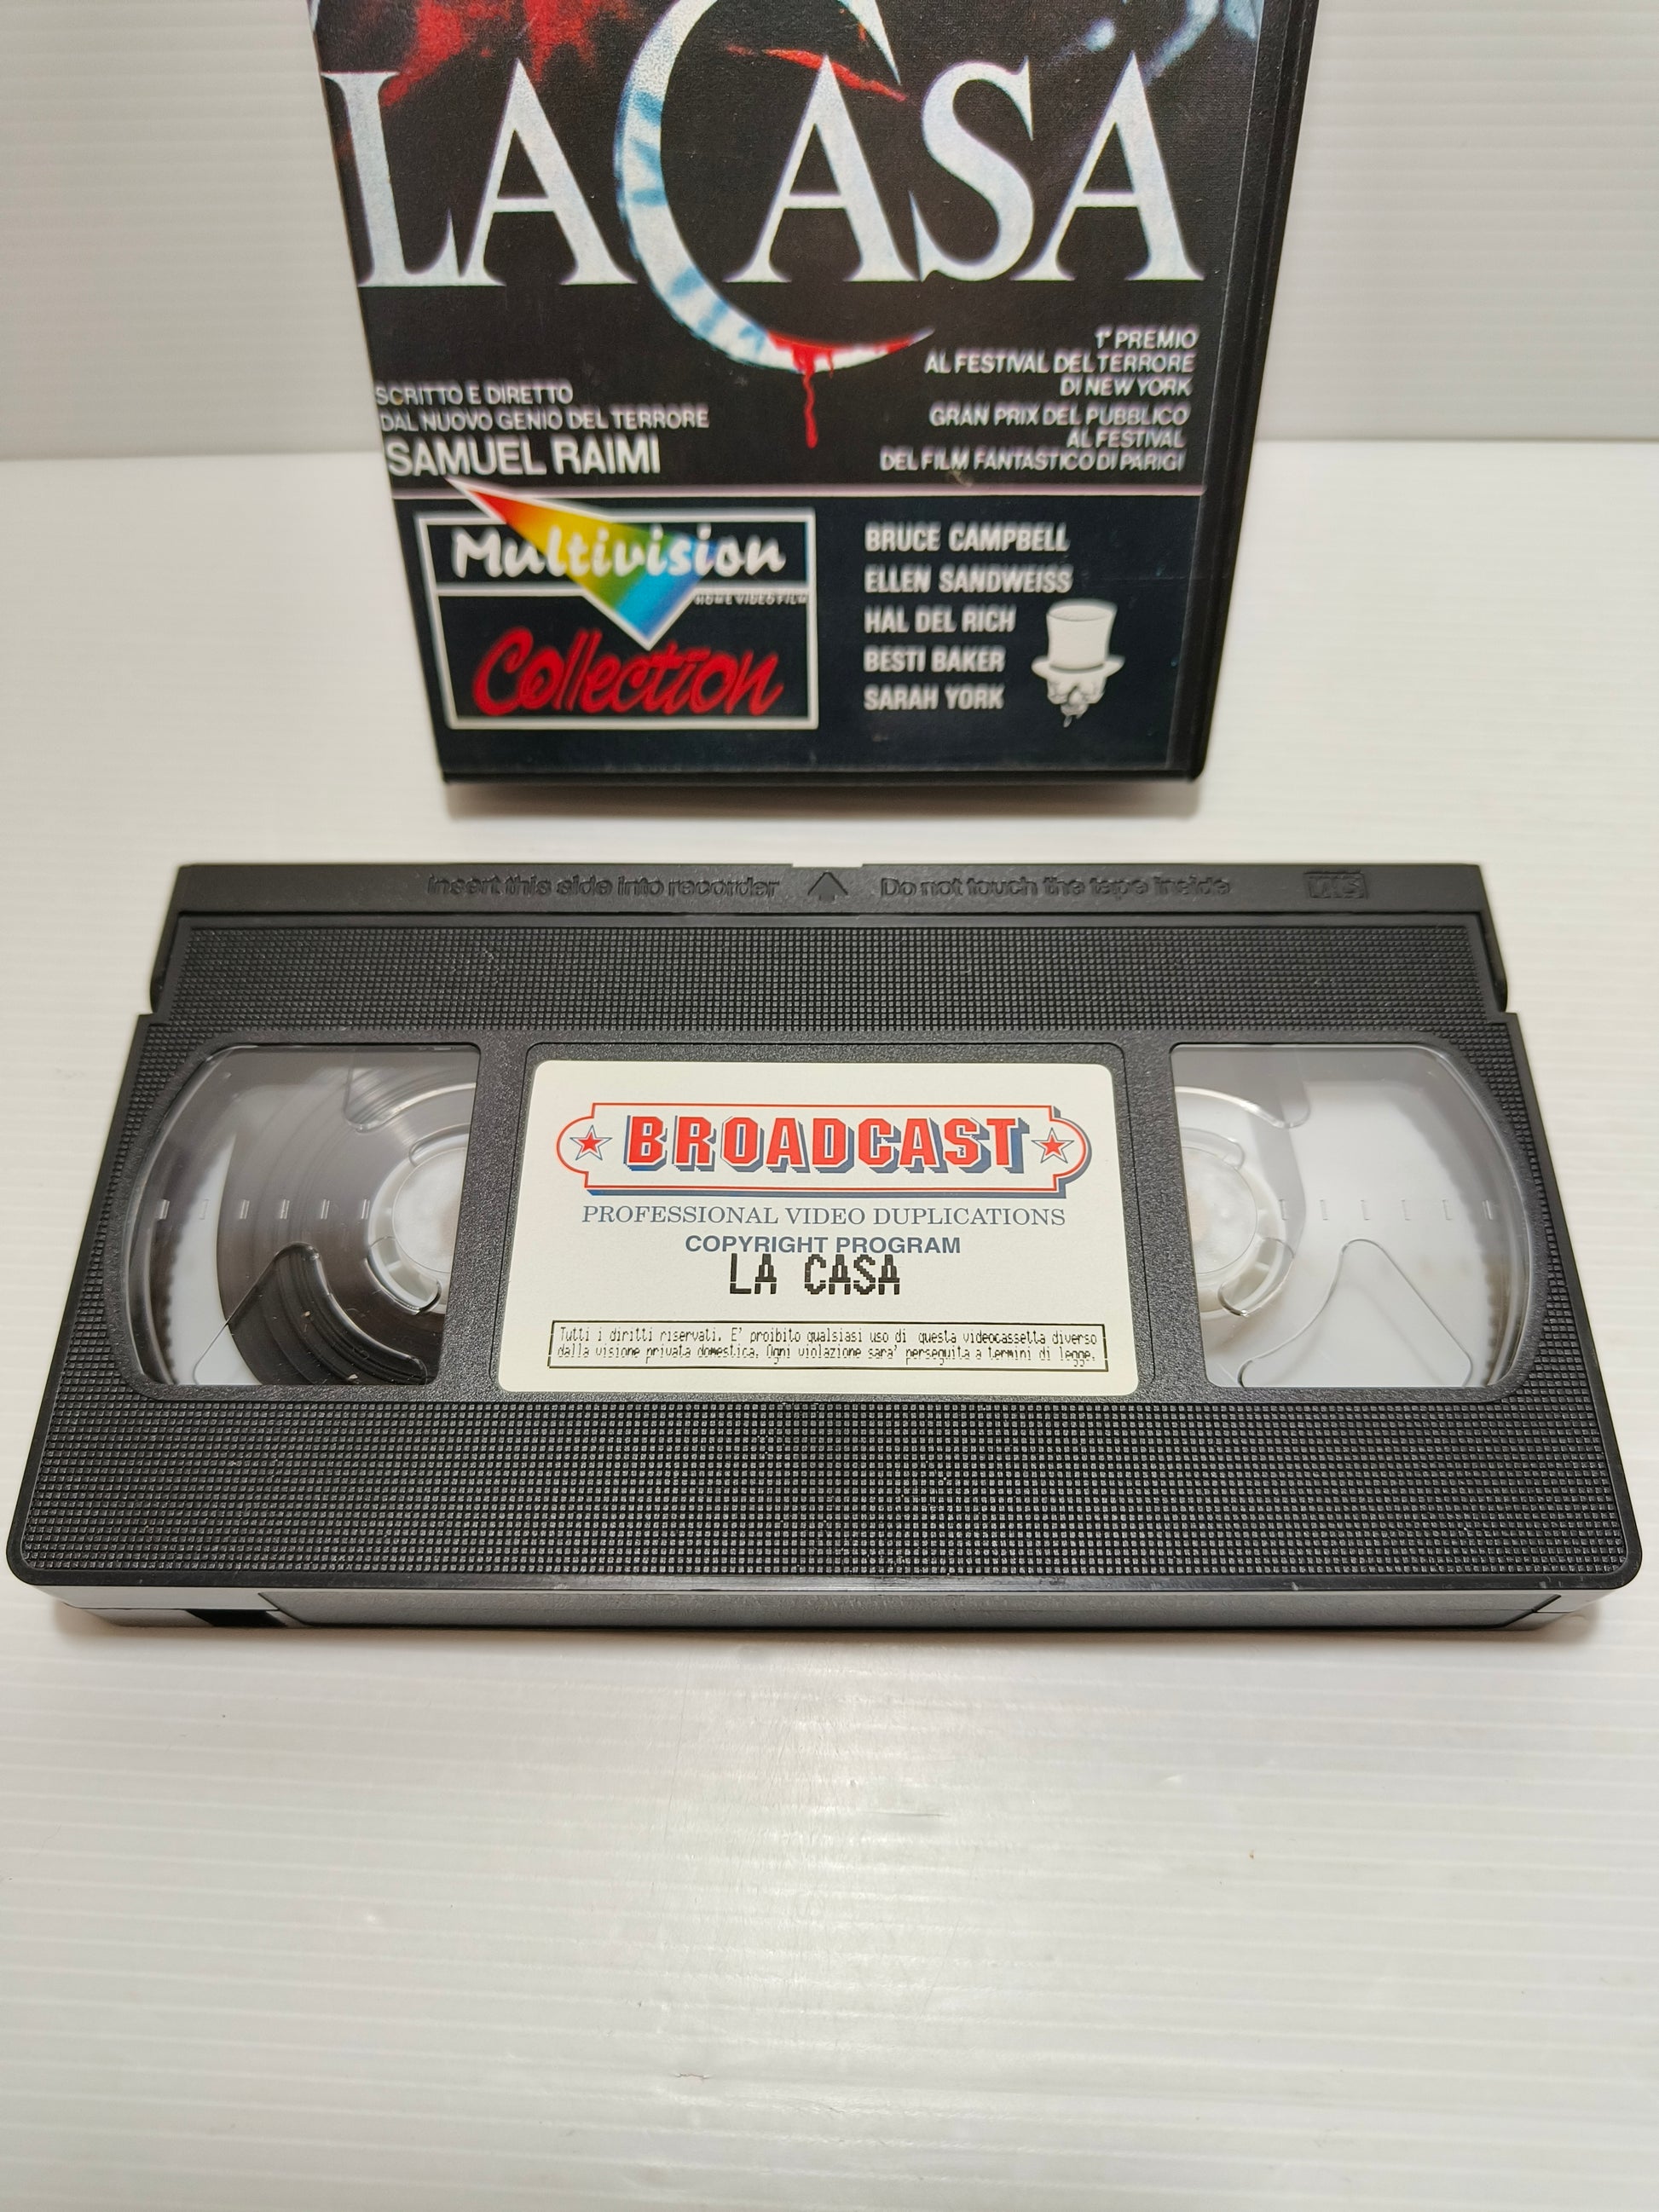 LA CASA
SCRITTO E DIRETTO
DAL NUOVO GENIO DEL TERRORE
SAMUEL RAIMI
1° PREMIO
AL FESTIVAL DEL TERRORE
DI NEW YORK
GRAN PRIX DEL PUBBLICO
AL FESTIVAL
DEL FILM FANTASTICO DI PARIGI
Multivision
HOME VIDEO FILM
Collection
BRUCE CAMPBELL
ELLEN SANDWEISS
HAL DEL RICH
BESTI BAKER
SARAH YORK
Insert this side into recorder Do not touch the tape inside VHS
BROADCAST
PROFESSIONAL VIDEO DUPLICATIONS
COPYRIGHT PROGRAM
LA CASA
Tutti i diritti riservati. E' proibito qualsiasi uso di questa videocassetta diverso
dalla visione privata domestica. Ogni violazione sara' perseguita a termini di legge.